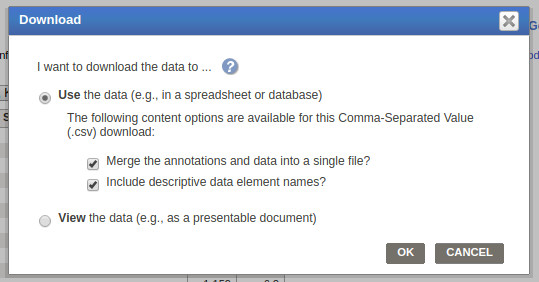 Download
I want to download the data to ... ?
Use the data (e.g., in a spreadsheet or database)
The following content options are available for this Comma-Separated Value
(.csv) download:
Merge the annotations and data into a single file?
Include descriptive data element names?
View the data (e.g., as a presentable document)
OK CANCEL